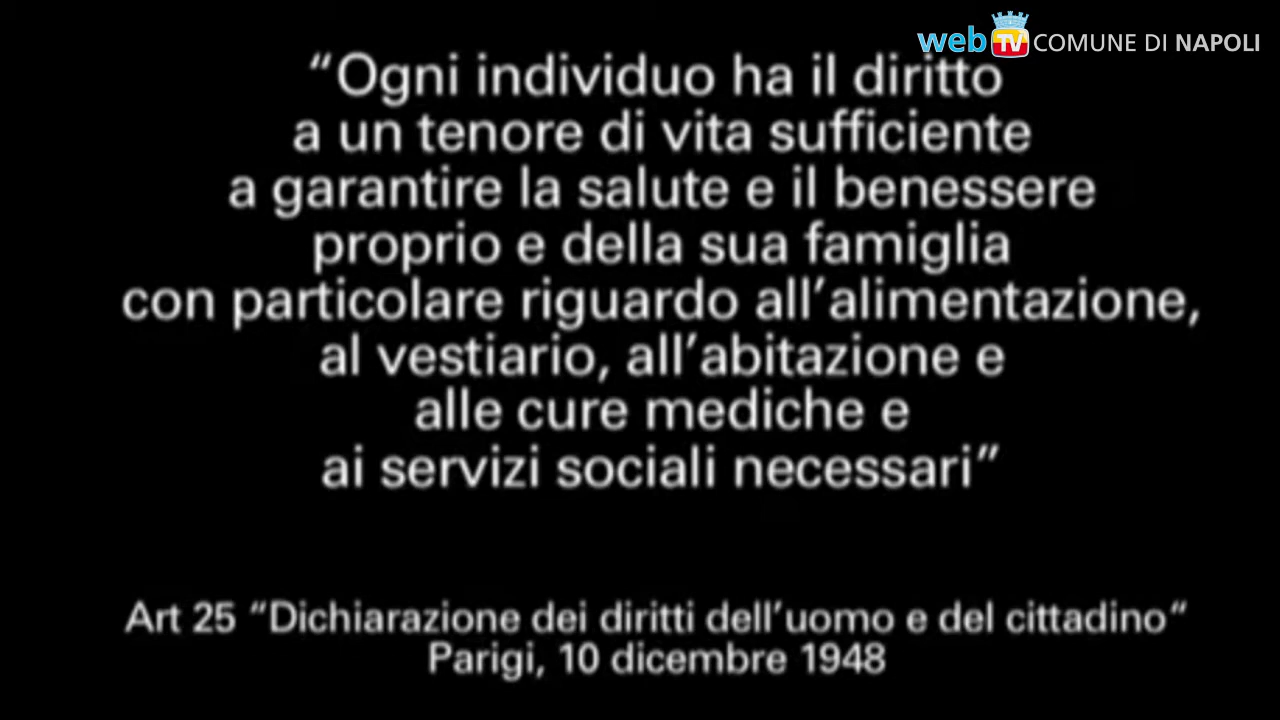 web TV COMUNE DI NAPOLI
“Ogni individuo ha il diritto
a un tenore di vita sufficiente
a garantire la salute e il benessere
proprio e della sua famiglia
con particolare riguardo all’alimentazione,
al vestiario, all’abitazione e
alle cure mediche e
ai servizi sociali necessari”
Art 25 “Dichiarazione dei diritti dell’uomo e del cittadino“
Parigi, 10 dicembre 1948